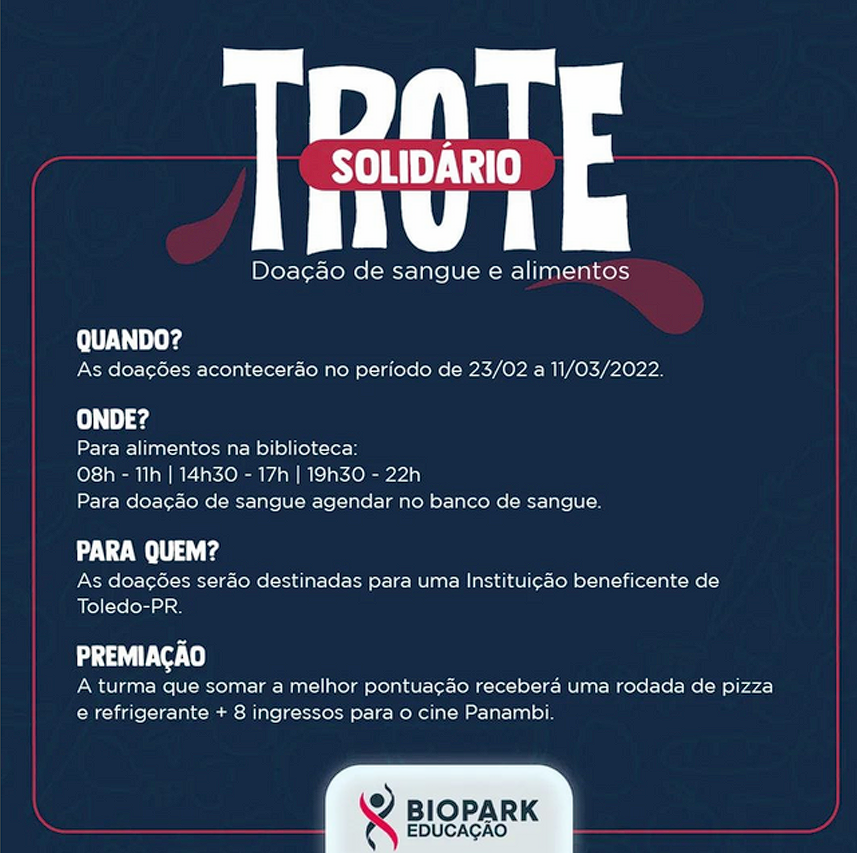 TROTE
SOLIDÁRIO
Doação de sangue e alimentos
QUANDO?
As doações acontecerão no período de 23/02 a 11/03/2022.
ONDE?
Para alimentos na biblioteca:
08h - 11h | 14h30 - 17h | 19h30 - 22h
Para doação de sangue agendar no banco de sangue.
PARA QUEM?
As doações serão destinadas para uma Instituição beneficente de
Toledo-PR.
PREMIAÇÃO
A turma que somar a melhor pontuação receberá uma rodada de pizza
e refrigerante + 8 ingressos para o cine Panambi.
BIOPARK
EDUCAÇÃO